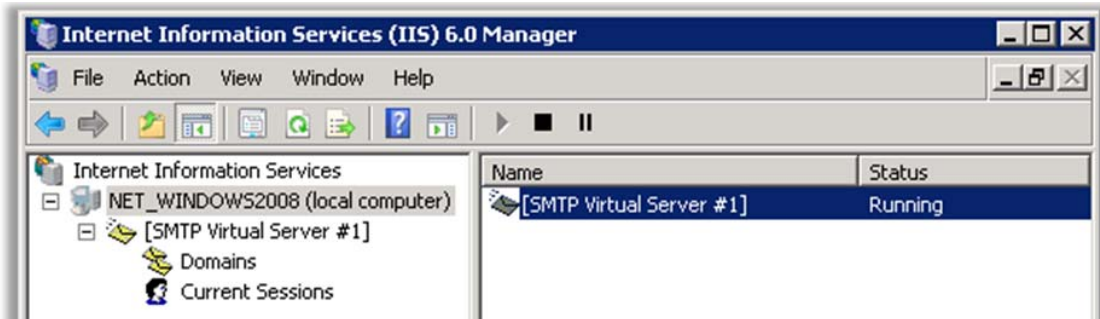 Internet Information Services (IIS) 6.0 Manager
File Action View Window Help
Internet Information Services
NET_WINDOWS2008 (local computer)
[SMTP Virtual Server #1]
Domains
Current Sessions
Name Status
[SMTP Virtual Server #1] Running